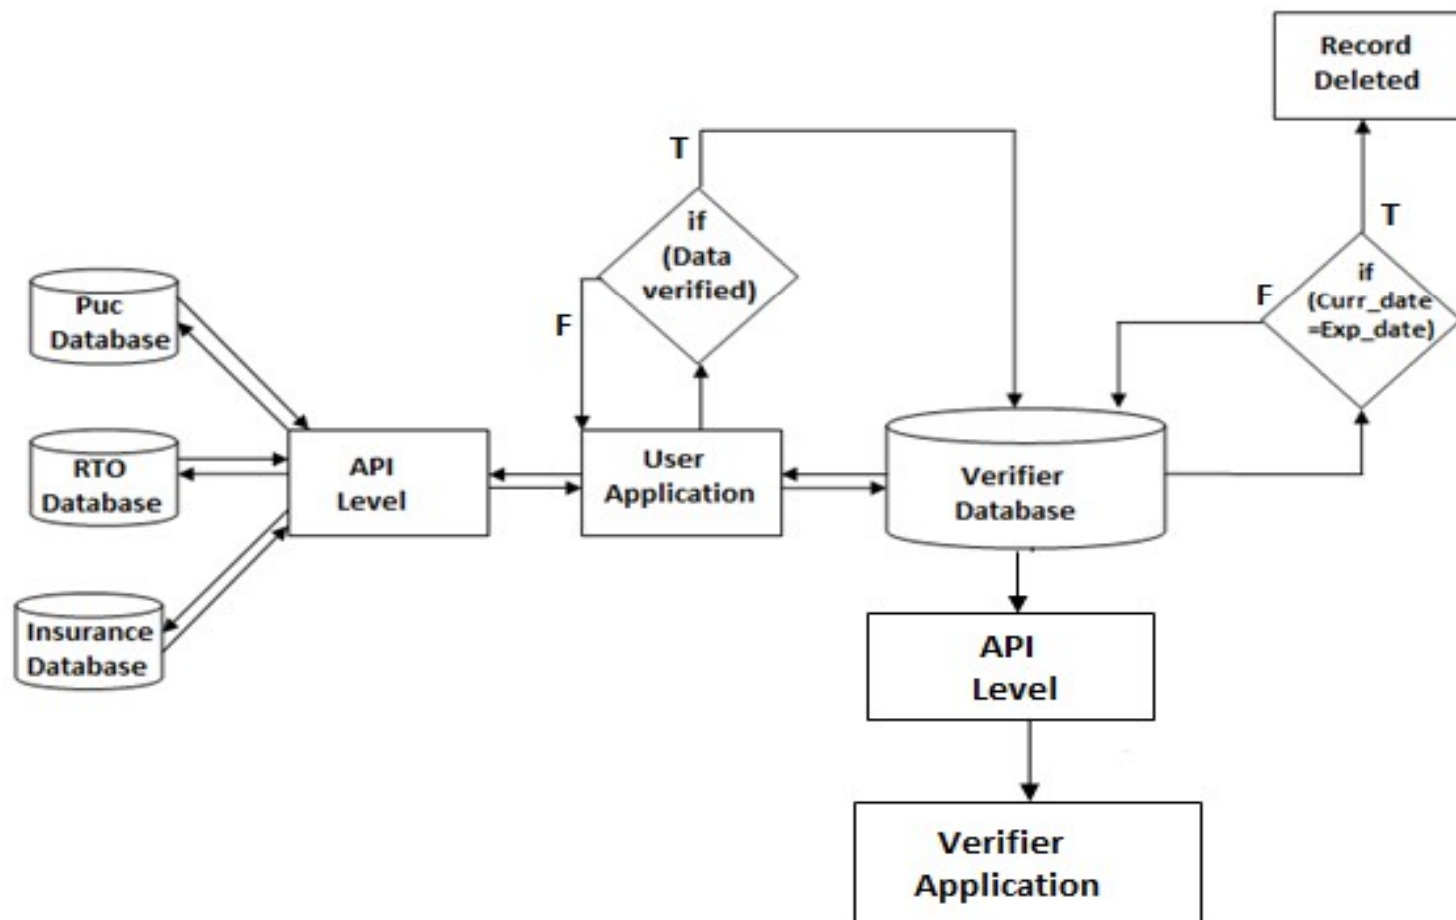 Record
Deleted
T
T
if
(Data
verified)
F
if
(Curr_date
=Exp_date)
F
Puc
Database
RTO
Database
Insurance
Database
API
Level
User
Application
Verifier
Database
API
Level
Verifier
Application